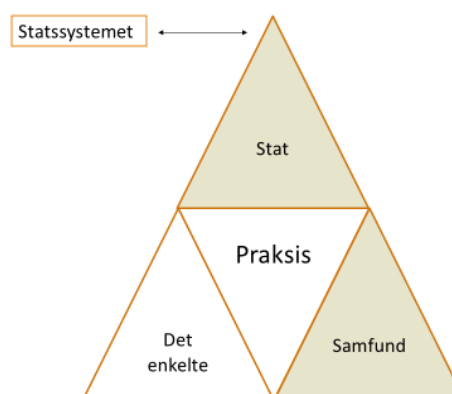 Statssystemet
Stat
Praksis
Det
enkelte
Samfund